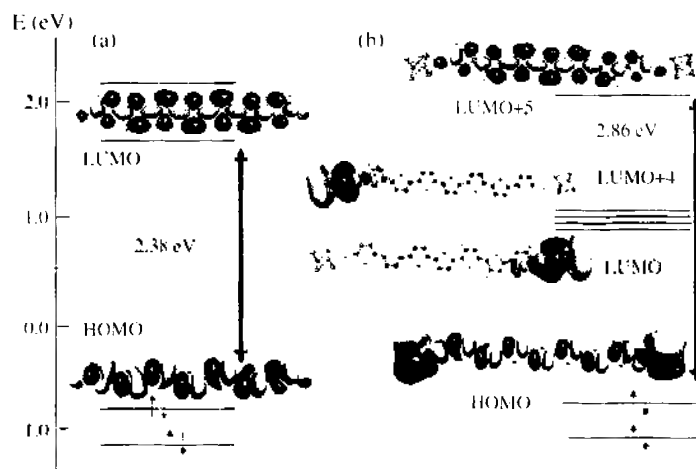 E (eV)
(a)
2.0
LUMO
1.0
2.38 eV
0.0
HOMO
1.0
(b)
LUMO+5
2.86 eV
LUMO+4
LUMO
HOMO